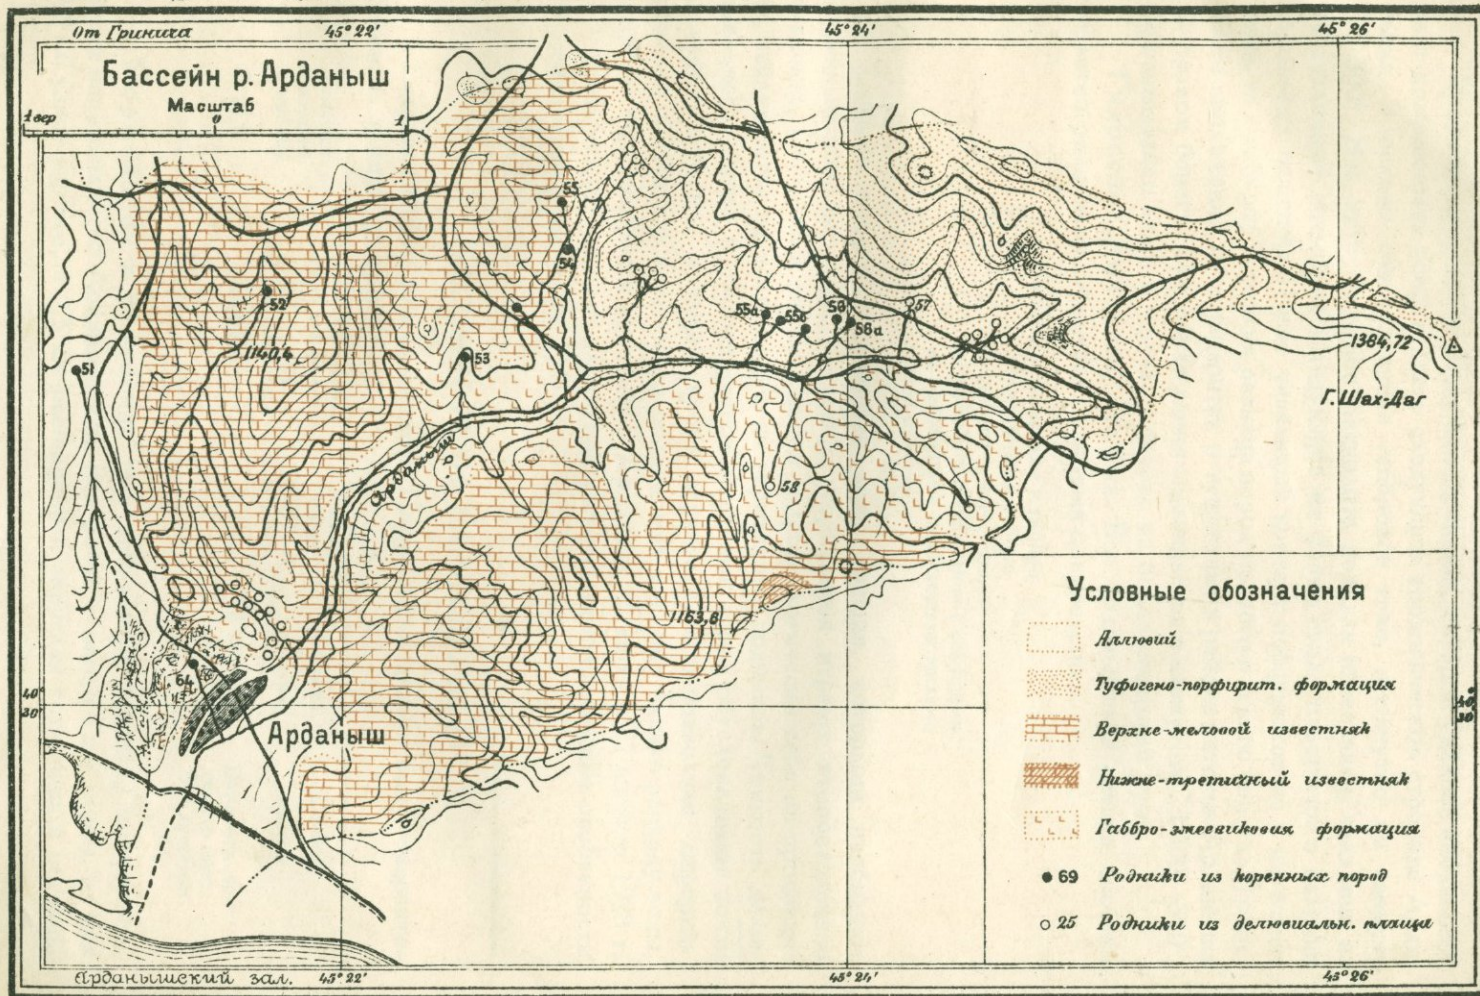 От Гринича
45° 22'
45° 24'
45° 26'
Бассейн р. Арданыш
Масштаб
1 вер 0 1
55
54
52
1140,4
53
51
55а
55б
56
56а
57
1384,72
Г. Шах-Даг
Арданыш
58
1153,8
64
40°
30'
40°
30'
Арданыш
Условные обозначения
Аллювий
Туфогено-порфирит. формация
Верхне-меловой известняк
Нижне-третичный известняк
Габбро-змеевиковая формация
69 Родники из коренных пород
25 Родники из делювиальн. плаща
Арданышский зал.
45° 22'
45° 24'
45° 26'